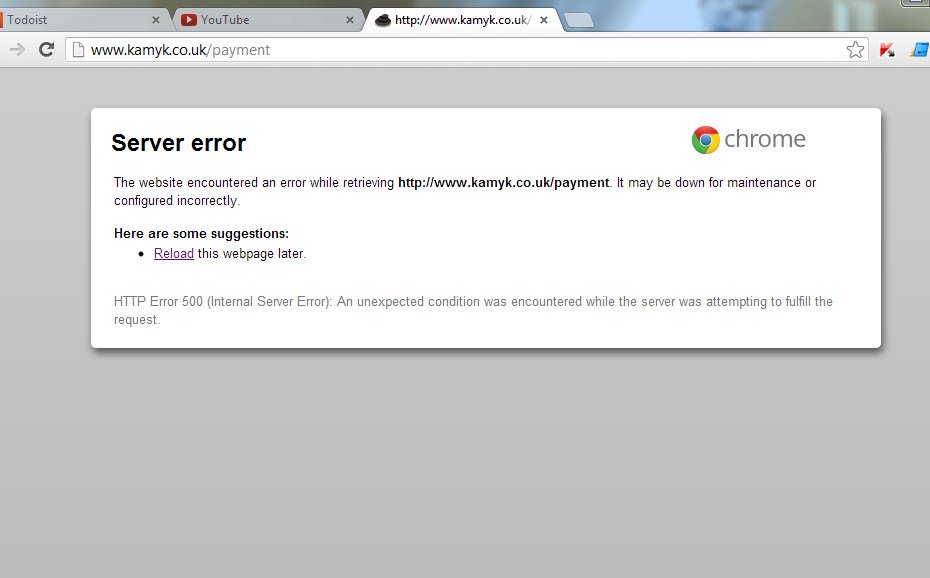 Todoist
YouTube
http://www.kamyk.co.uk/
www.kamyk.co.uk/payment
Server error
chrome
The website encountered an error while retrieving http://www.kamyk.co.uk/payment. It may be down for maintenance or
configured incorrectly.
Here are some suggestions:
• Reload this webpage later.
HTTP Error 500 (Internal Server Error): An unexpected condition was encountered while the server was attempting to fulfill the
request.